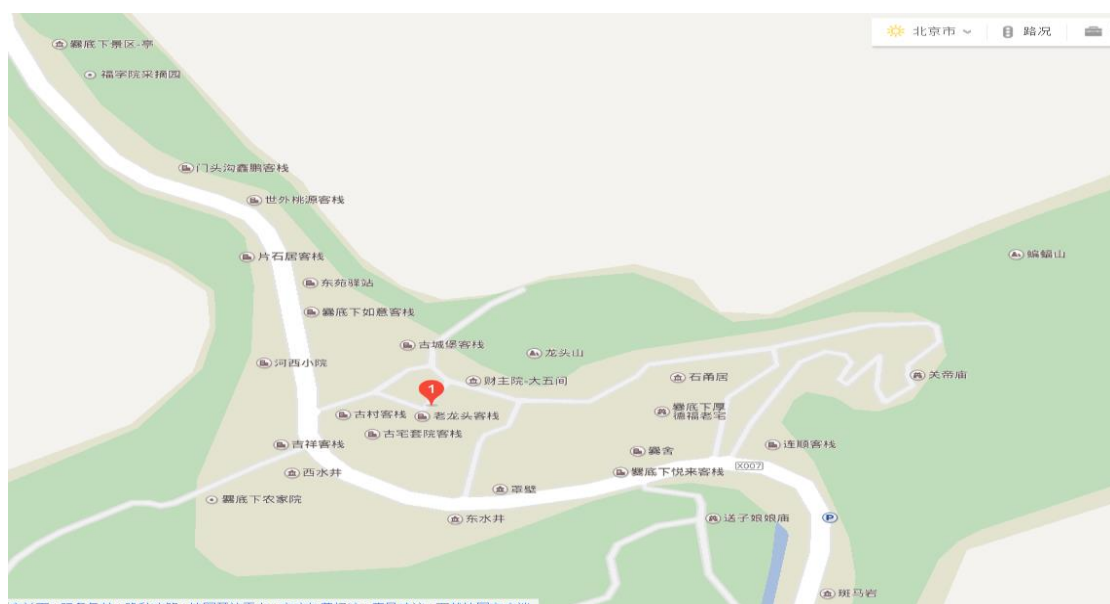 北京市
路况
爨底下景区-亭
福字院采摘园
门头沟鑫鹏客栈
世外桃源客栈
片石居客栈
蝙蝠山
东苑驿站
爨底下如意客栈
古城堡客栈
龙头山
河西小院
财主院-大五间
石甬居
关帝庙
1
古村客栈
老龙头客栈
爨底下厚
德福老宅
古宅套院客栈
吉祥客栈
连顺客栈
爨舍
西水井
爨底下悦来客栈
X007
爨底下农家院
罩壁
东水井
送子娘娘庙
P
斑马岩